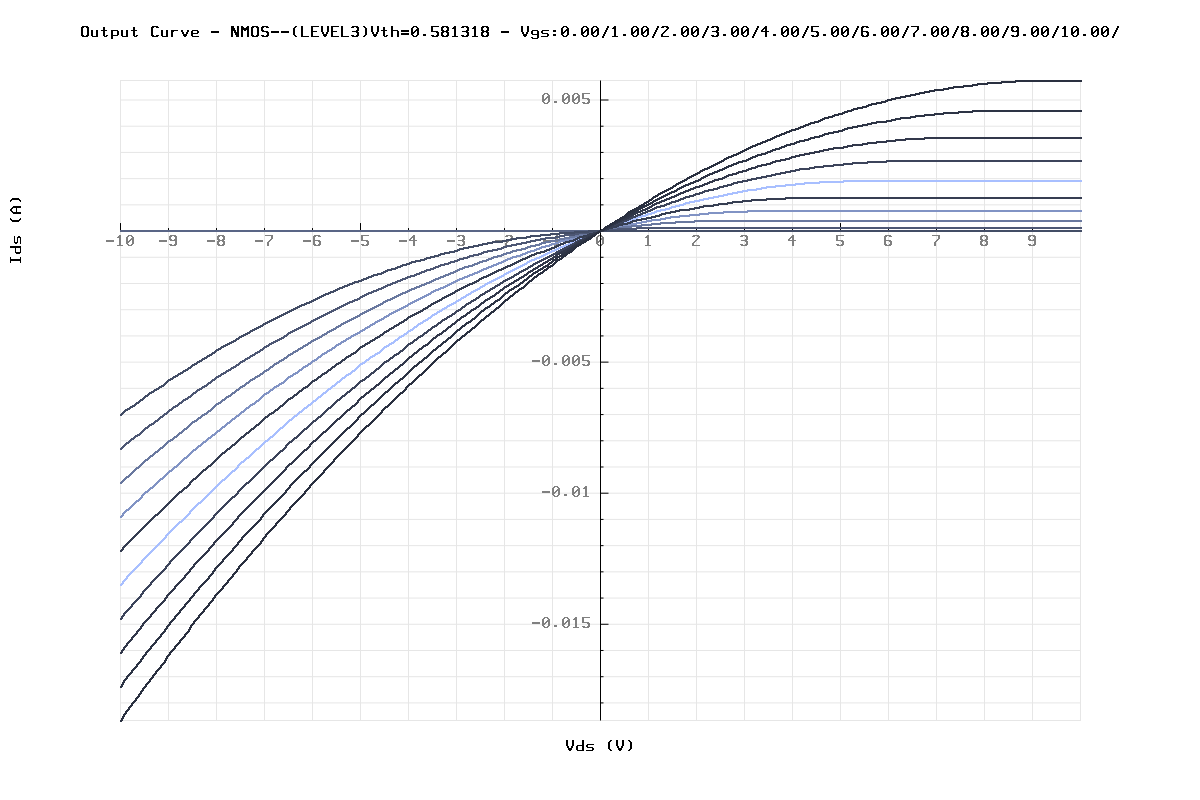 Output Curve - NMOS--(LEVEL3)Vth=0.581318 - Vgs:0.00/1.00/2.00/3.00/4.00/5.00/6.00/7.00/8.00/9.00/10.00/
0.005
Ids (A)
-10 -9 -8 -7 -6 -5 -4 -3 -2 0 1 2 3 4 5 6 7 8 9
-0.005
-0.01
-0.015
Vds (V)